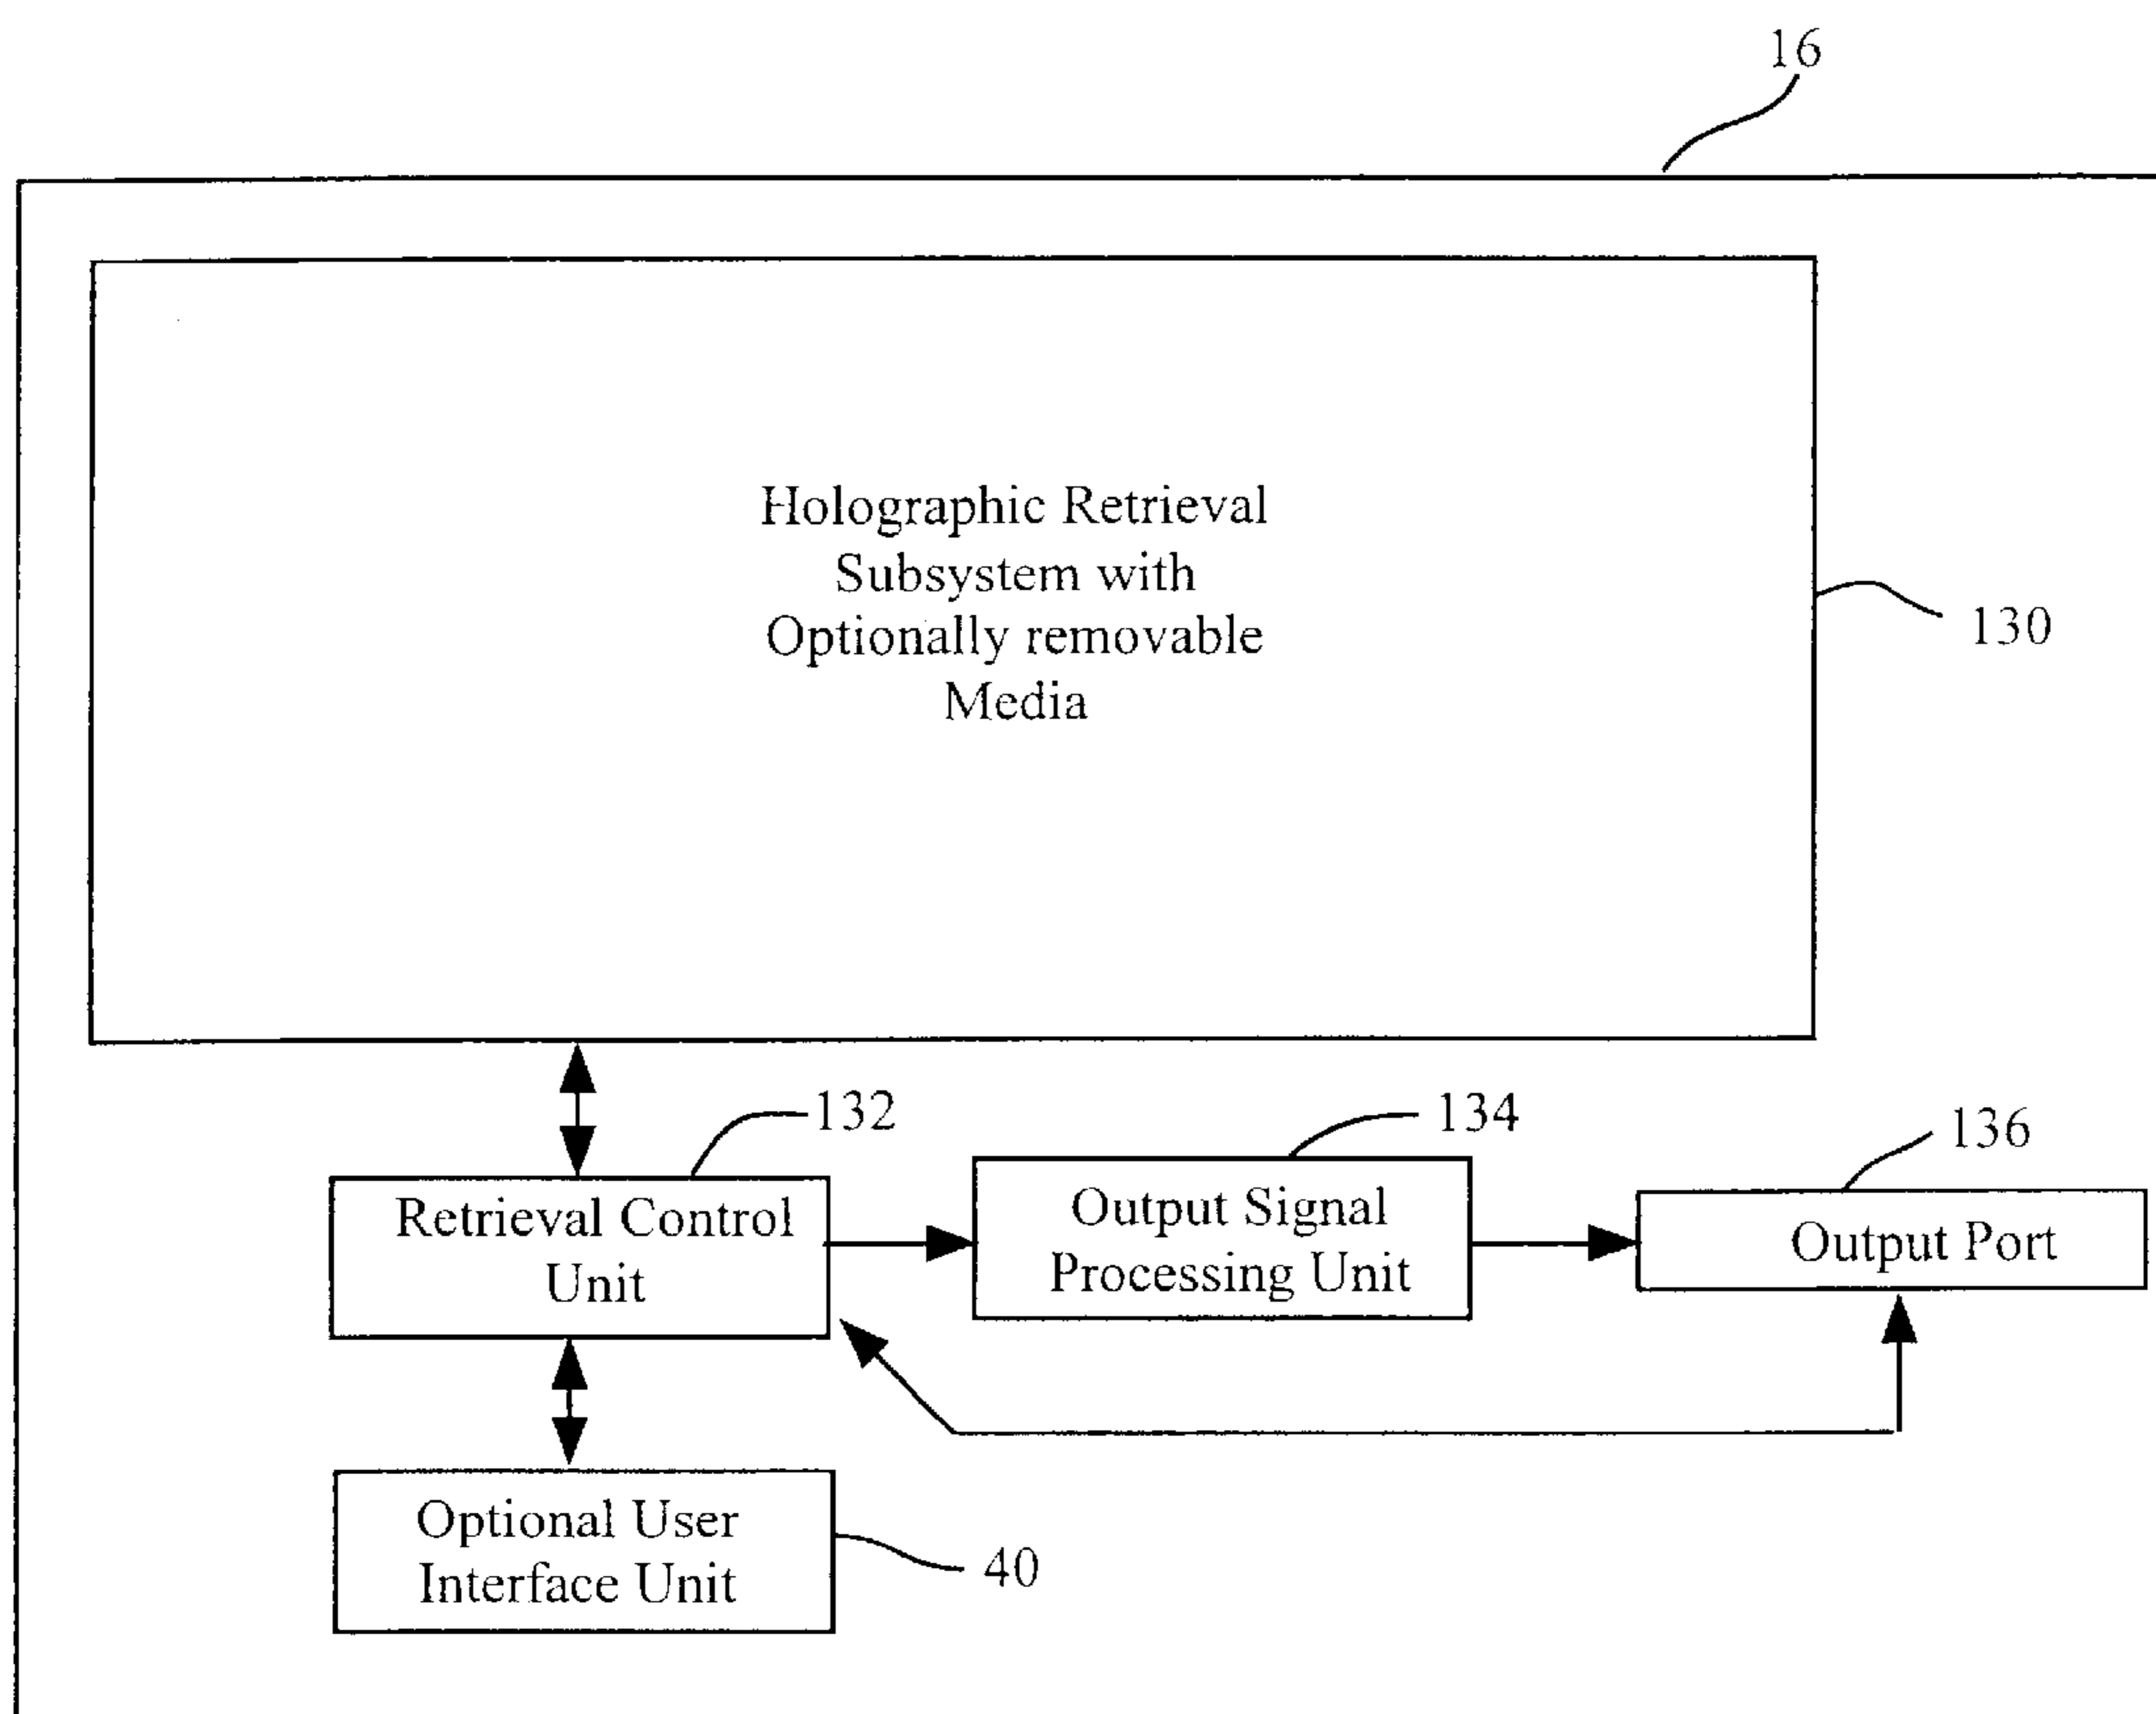 16
Holographic Retrieval
Subsystem with
Optionally removable
Media
130
132
134
136
Retrieval Control
Unit
Output Signal
Processing Unit
Output Port
Optional User
Interface Unit
40